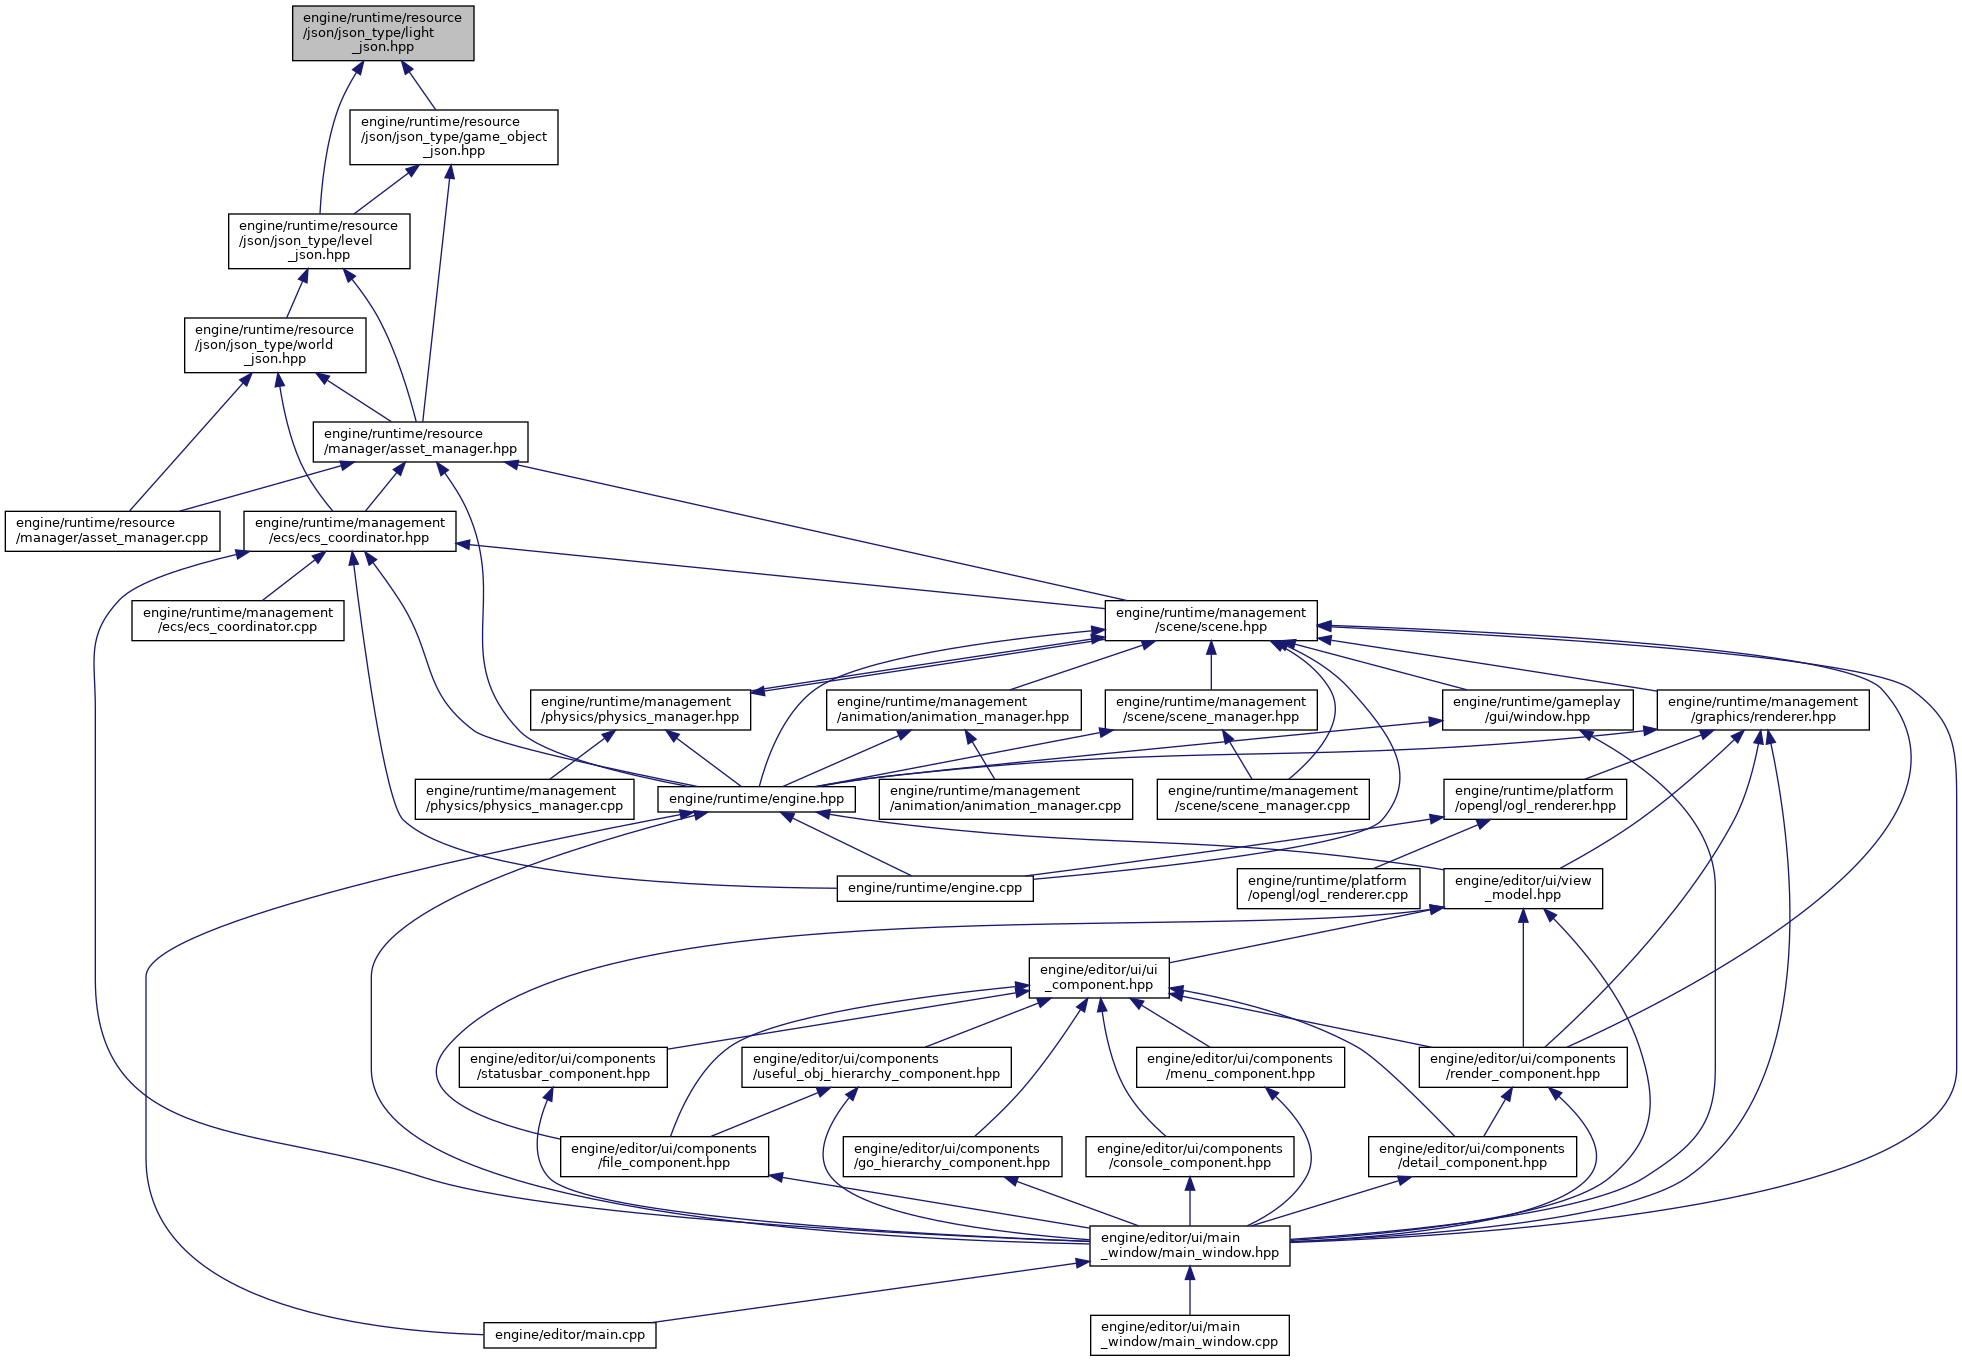 engine/runtime/resource
/json/json_type/light
_json.hpp
engine/runtime/resource
/json/json_type/game_object
_json.hpp
engine/runtime/resource
/json/json_type/level
_json.hpp
engine/runtime/resource
/json/json_type/world
_json.hpp
engine/runtime/resource
/manager/asset_manager.hpp
engine/runtime/resource
/manager/asset_manager.cpp
engine/runtime/management
/ecs/ecs_coordinator.hpp
engine/runtime/management
/ecs/ecs_coordinator.cpp
engine/runtime/management
/scene/scene.hpp
engine/runtime/management
/physics/physics_manager.hpp
engine/runtime/management
/animation/animation_manager.hpp
engine/runtime/management
/scene/scene_manager.hpp
engine/runtime/gameplay
/gui/window.hpp
engine/runtime/management
/graphics/renderer.hpp
engine/runtime/management
/physics/physics_manager.cpp
engine/runtime/engine.hpp
engine/runtime/management
/animation/animation_manager.cpp
engine/runtime/management
/scene/scene_manager.cpp
engine/runtime/platform
/opengl/ogl_renderer.hpp
engine/runtime/engine.cpp
engine/runtime/platform
/opengl/ogl_renderer.cpp
engine/editor/ui/view
_model.hpp
engine/editor/ui/ui
_component.hpp
engine/editor/ui/components
/statusbar_component.hpp
engine/editor/ui/components
/useful_obj_hierarchy_component.hpp
engine/editor/ui/components
/menu_component.hpp
engine/editor/ui/components
/render_component.hpp
engine/editor/ui/components
/file_component.hpp
engine/editor/ui/components
/go_hierarchy_component.hpp
engine/editor/ui/components
/console_component.hpp
engine/editor/ui/components
/detail_component.hpp
engine/editor/ui/main
_window/main_window.hpp
engine/editor/main.cpp
engine/editor/ui/main
_window/main_window.cpp